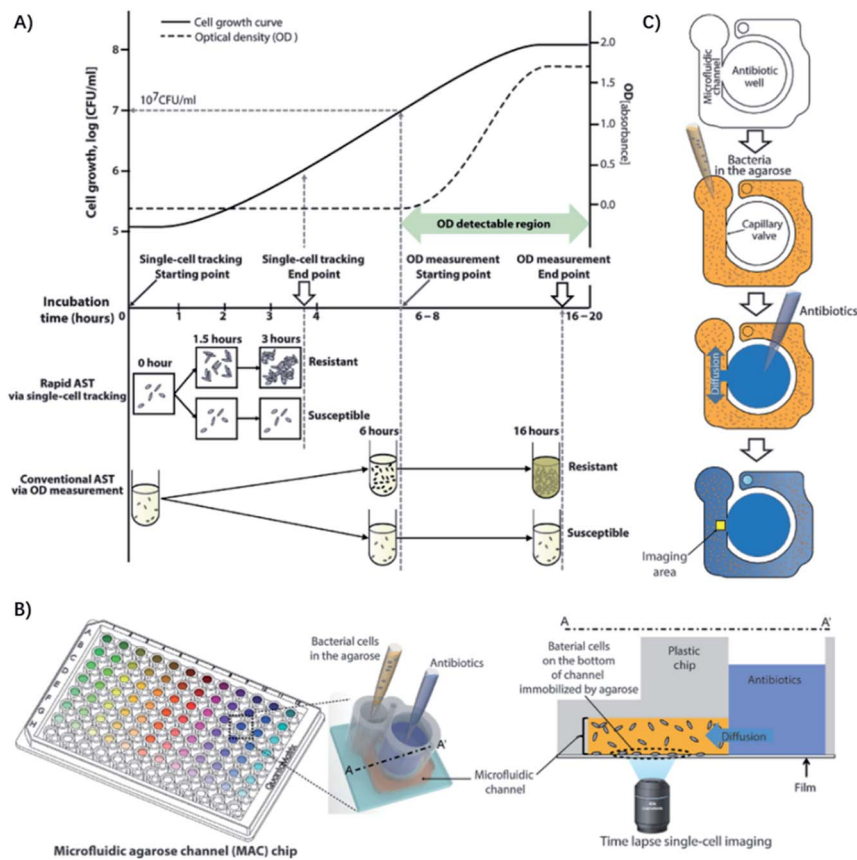 A)
Cell growth curve
Optical density (OD )
8
7
6
5
Cell growth, log [CFU/ml]
10⁷CFU/ml
2.0
1.5
1.0
0.5
0.0
OD[absorbance]
OD detectable region
Single-cell tracking
Starting point
Single-cell tracking
End point
OD measurement
Starting point
OD measurement
End point
Incubation
time (hours)
0
1
2
3
4
6–8
16–20
Rapid AST
via single-cell tracking
0 hour
1.5 hours
3 hours
Resistant
Susceptible
Conventional AST
via OD measurement
6 hours
16 hours
Resistant
Susceptible
C)
Microfluidic
channel
Antibiotic
well
Bacteria
in the agarose
Capillary
valve
Antibiotics
Diffusion
Imaging
area
B)
A
B
C
D
E
F
G
H
QuantaMatrix
Microfluidic agarose channel (MAC) chip
Bacterial cells
in the agarose
Antibiotics
A
A'
Microfluidic
channel
A
A'
Baterial cells
on the bottom
of channel
immobilized by agarose
Plastic
chip
Antibiotics
Diffusion
Film
Time lapse single-cell imaging